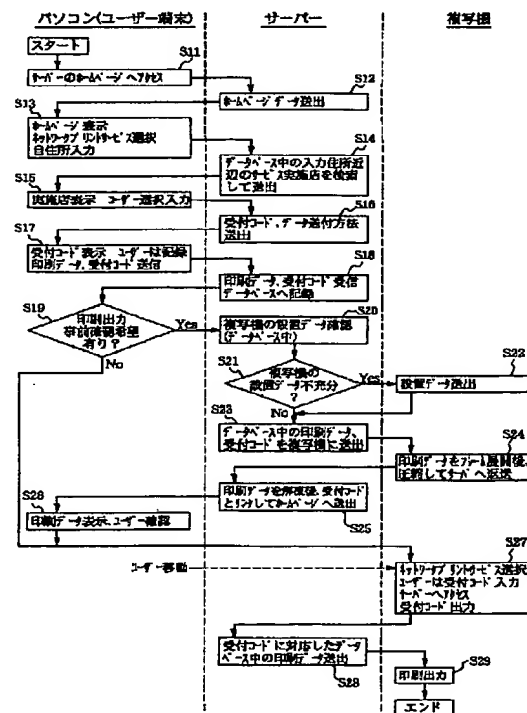 パソコン(ユーザー端末)
サーバー
複写機
スタート
S11
サーバーのホームページへアクセス
S12
ホームページデータ送出
S13
ホームページ表示
ネットワークプリントサービス選択
自住所入力
S14
データベース中の入力住所近
辺のサービス実施店を検索
して送出
S15
実施店表示 ユーザー選択入力
S16
受付コード、データ送付方法
送出
S17
受付コード表示 ユーザーは記録
印刷データ、受付コード送信
S18
印刷データ、受付コード受信
データベースへ記録
S19
印刷出力
事前確認希望
有り?
Yes
No
S20
複写機の設置データ確認
(データベース中)
S21
複写機の
設置データ不充分
?
Yes
No
S22
設置データ送出
S23
データベース中の印刷データ、
受付コードを複写機に送出
S24
印刷データをフレーム展開後、
圧縮してサーバへ返送
印刷データを解凍後、受付コード
とリンクしてホームページへ送出
S25
S26
印刷データ表示、ユーザー確認
ユーザー移動
S27
ネットワークプリントサービス選択
ユーザーは受付コード入力
サーバーへアクセス
受付コード出力
受付コードに対応したデータ
ベース中の印刷データ送出
S28
S29
印刷出力
エンド